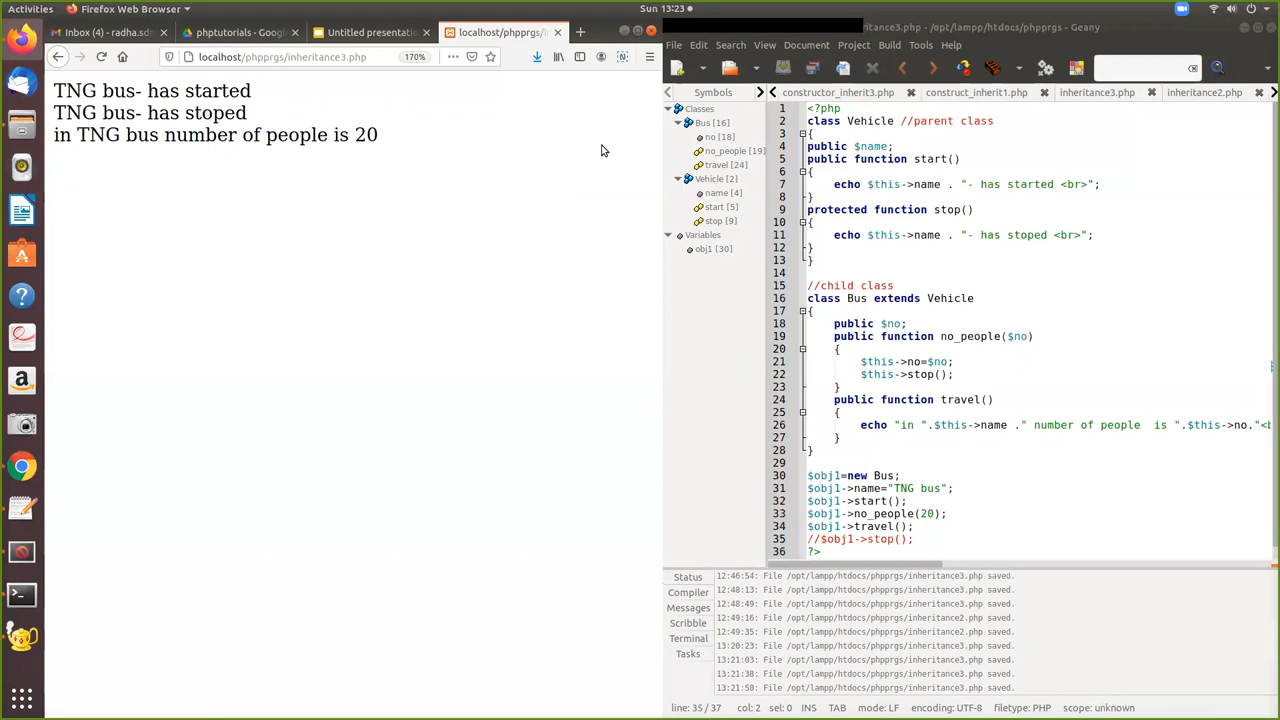 Activities Firefox Web Browser Sun 13:23 inheritance3.php - /opt/lampp/htdocs/phpprgs - Geany
Inbox (4) - radha.sdm × phptutorials - Googl × Untitled presentatio × localhost/phpprgs/inheri × +
localhost/phpprgs/inheritance3.php 170%
TNG bus- has started
TNG bus- has stoped
in TNG bus number of people is 20
File Edit Search View Document Project Build Tools Help
Symbols
constructor_inherit3.php construct_inherit1.php inheritance3.php inheritance2.php
Classes
Bus [16]
no [18]
no_people [19]
travel [24]
Vehicle [2]
name [4]
start [5]
stop [9]
Variables
obj1 [30]
1 <?php
2 class Vehicle //parent class
3 {
4 public $name;
5 public function start()
6 {
7 echo $this->name . "- has started <br>";
8 }
9 protected function stop()
10 {
11 echo $this->name . "- has stoped <br>";
12 }
13 }
14
15 //child class
16 class Bus extends Vehicle
17 {
18 public $no;
19 public function no_people($no)
20 {
21 $this->no=$no;
22 $this->stop();
23 }
24 public function travel()
25 {
26 echo "in ".$this->name ." number of people is ".$this->no."<b
27 }
28 }
29
30 $obj1=new Bus;
31 $obj1->name="TNG bus";
32 $obj1->start();
33 $obj1->no_people(20);
34 $obj1->travel();
35 //$obj1->stop();
36 ?>
Status
Compiler
Messages
Scribble
Terminal
Tasks
12:46:54: File /opt/lampp/htdocs/phpprgs/inheritance3.php saved.
12:48:13: File /opt/lampp/htdocs/phpprgs/inheritance3.php saved.
12:48:49: File /opt/lampp/htdocs/phpprgs/inheritance3.php saved.
12:49:16: File /opt/lampp/htdocs/phpprgs/inheritance2.php saved.
12:49:35: File /opt/lampp/htdocs/phpprgs/inheritance2.php saved.
13:20:23: File /opt/lampp/htdocs/phpprgs/inheritance3.php saved.
13:21:03: File /opt/lampp/htdocs/phpprgs/inheritance3.php saved.
13:21:38: File /opt/lampp/htdocs/phpprgs/inheritance3.php saved.
13:21:50: File /opt/lampp/htdocs/phpprgs/inheritance3.php saved.
line: 35 / 37 col: 2 sel: 0 INS TAB mode: LF encoding: UTF-8 filetype: PHP scope: unknown